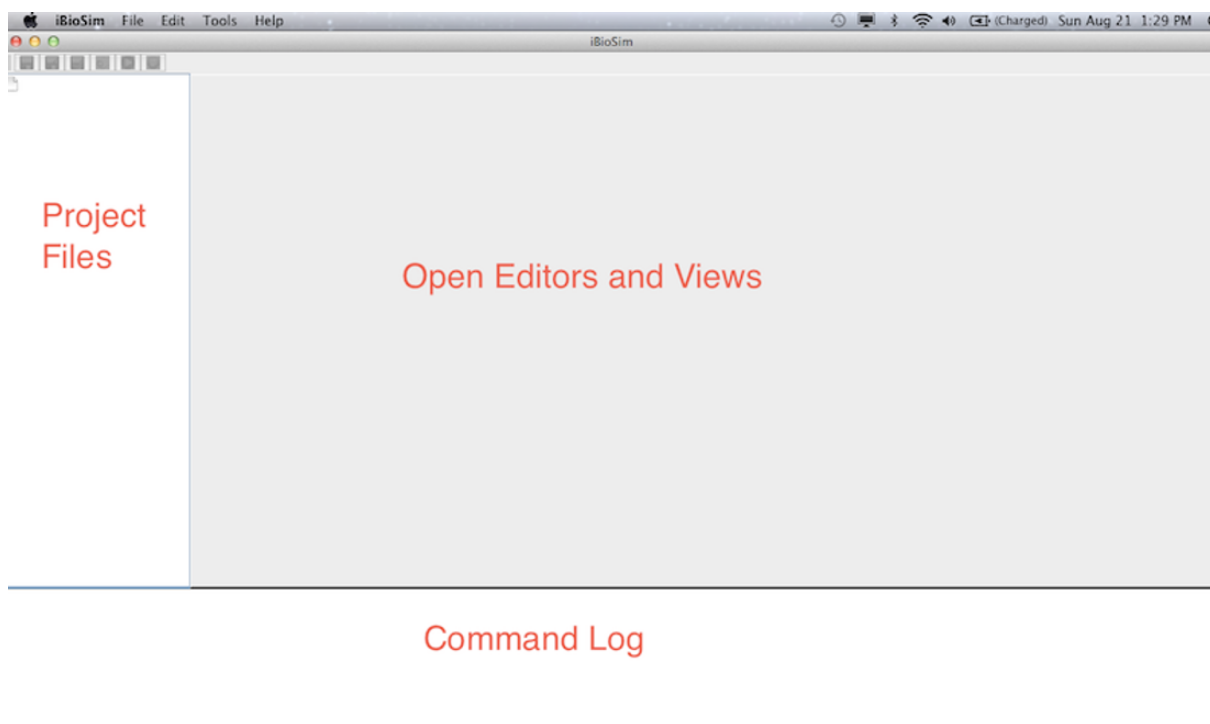 iBioSim File Edit Tools Help (Charged) Sun Aug 21 1:29 PM
iBioSim
Project
Files
Open Editors and Views
Command Log